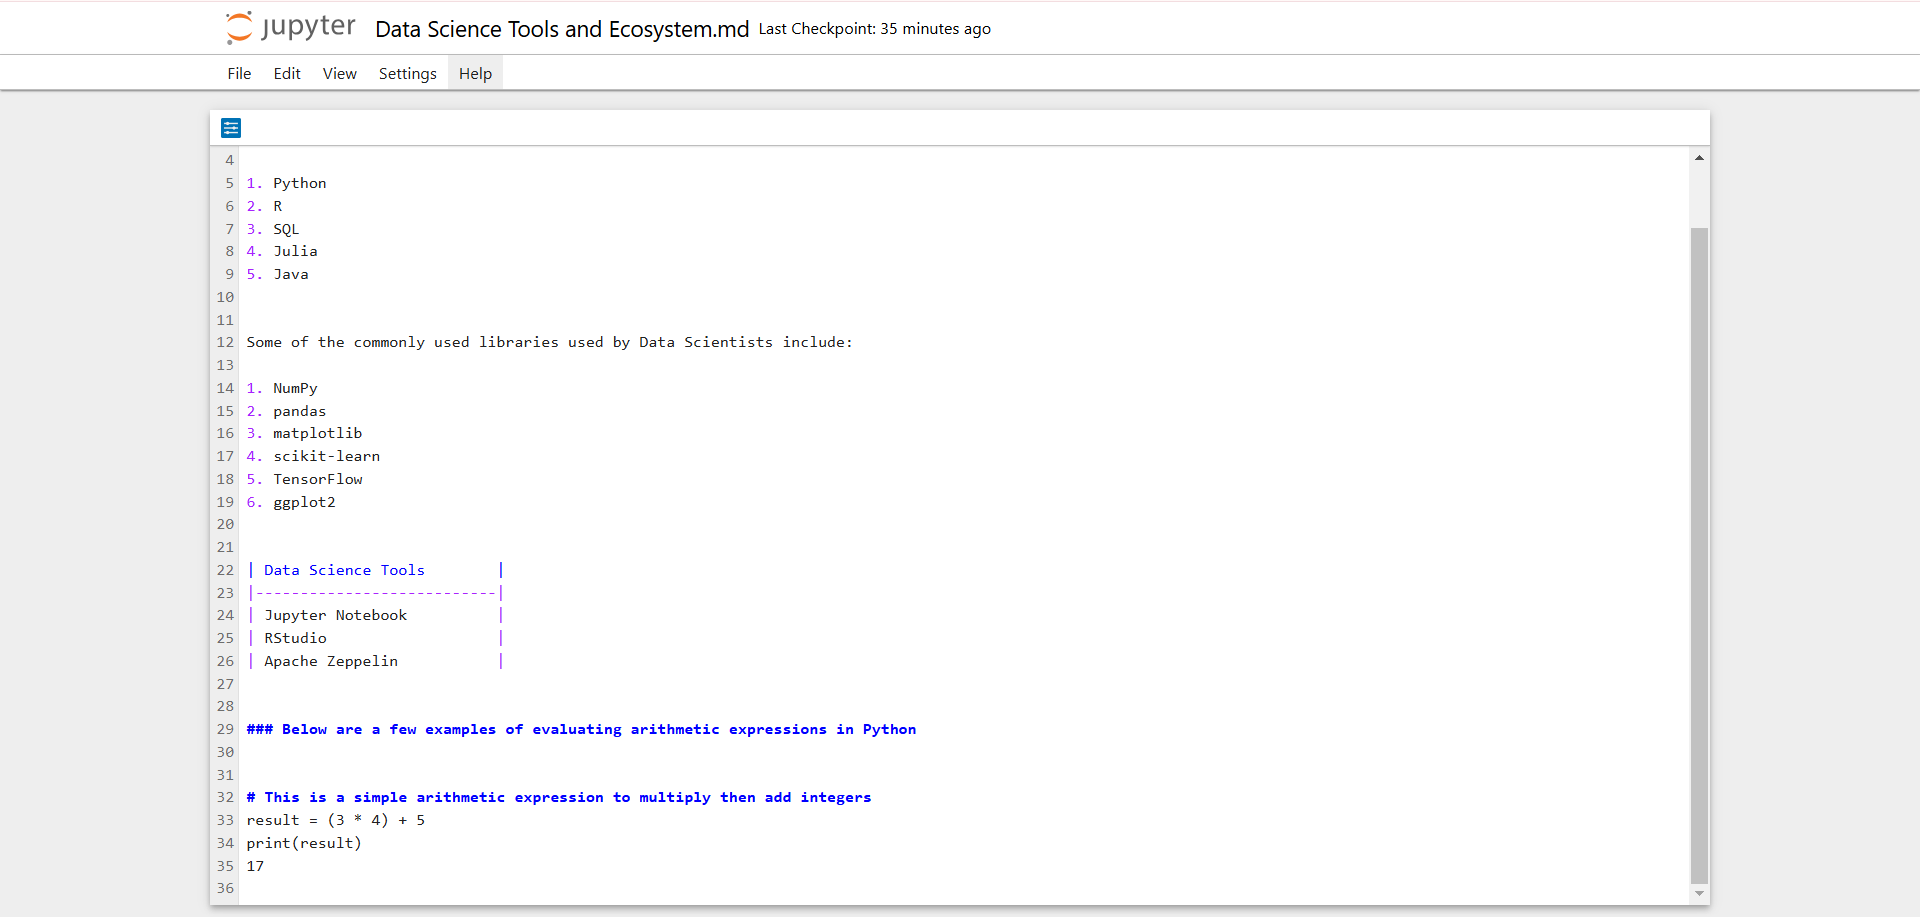 jupyter Data Science Tools and Ecosystem.md Last Checkpoint: 35 minutes ago
File Edit View Settings Help
4
5 1. Python
6 2. R
7 3. SQL
8 4. Julia
9 5. Java
10
11
12 Some of the commonly used libraries used by Data Scientists include:
13
14 1. NumPy
15 2. pandas
16 3. matplotlib
17 4. scikit-learn
18 5. TensorFlow
19 6. ggplot2
20
21
22 | Data Science Tools        |
23 |---------------------------|
24 | Jupyter Notebook          |
25 | RStudio                   |
26 | Apache Zeppelin           |
27
28
29 ### Below are a few examples of evaluating arithmetic expressions in Python
30
31
32 # This is a simple arithmetic expression to multiply then add integers
33 result = (3 * 4) + 5
34 print(result)
35 17
36